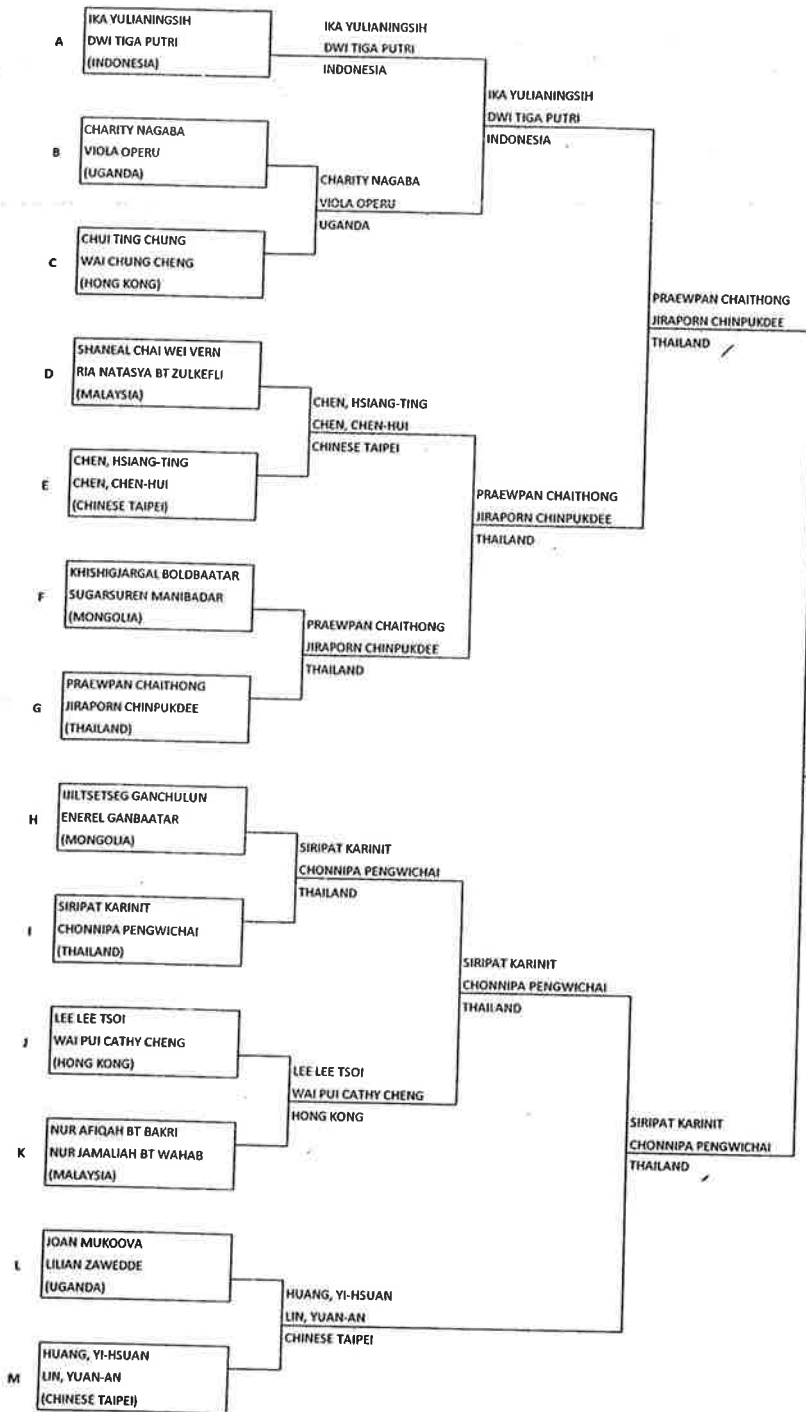 A
IKA YULIANINGSIH
DWI TIGA PUTRI
(INDONESIA)
B
CHARITY NAGABA
VIOLA OPERU
(UGANDA)
C
CHUI TING CHUNG
WAI CHUNG CHENG
(HONG KONG)
D
SHANEAL CHAI WEI VERN
RIA NATASYA BT ZULKEFLI
(MALAYSIA)
E
CHEN, HSIANG-TING
CHEN, CHEN-HUI
(CHINESE TAIPEI)
F
KHISHIGJARGAL BOLDBAATAR
SUGARSUREN MANIBADAR
(MONGOLIA)
G
PRAEWPAN CHAITHONG
JIRAPORN CHINPUKDEE
(THAILAND)
H
IJILTSETSEG GANCHULUN
ENEREL GANBAATAR
(MONGOLIA)
I
SIRIPAT KARINIT
CHONNIPA PENGWICHAI
(THAILAND)
J
LEE LEE TSOI
WAI PUI CATHY CHENG
(HONG KONG)
K
NUR AFIQAH BT BAKRI
NUR JAMALIAH BT WAHAB
(MALAYSIA)
L
JOAN MUKOOVA
LILIAN ZAWEDDE
(UGANDA)
M
HUANG, YI-HSUAN
LIN, YUAN-AN
(CHINESE TAIPEI)
IKA YULIANINGSIH
DWI TIGA PUTRI
INDONESIA
CHARITY NAGABA
VIOLA OPERU
UGANDA
CHEN, HSIANG-TING
CHEN, CHEN-HUI
CHINESE TAIPEI
PRAEWPAN CHAITHONG
JIRAPORN CHINPUKDEE
THAILAND
SIRIPAT KARINIT
CHONNIPA PENGWICHAI
THAILAND
LEE LEE TSOI
WAI PUI CATHY CHENG
HONG KONG
HUANG, YI-HSUAN
LIN, YUAN-AN
CHINESE TAIPEI
IKA YULIANINGSIH
DWI TIGA PUTRI
INDONESIA
PRAEWPAN CHAITHONG
JIRAPORN CHINPUKDEE
THAILAND
SIRIPAT KARINIT
CHONNIPA PENGWICHAI
THAILAND
PRAEWPAN CHAITHONG
JIRAPORN CHINPUKDEE
THAILAND
SIRIPAT KARINIT
CHONNIPA PENGWICHAI
THAILAND